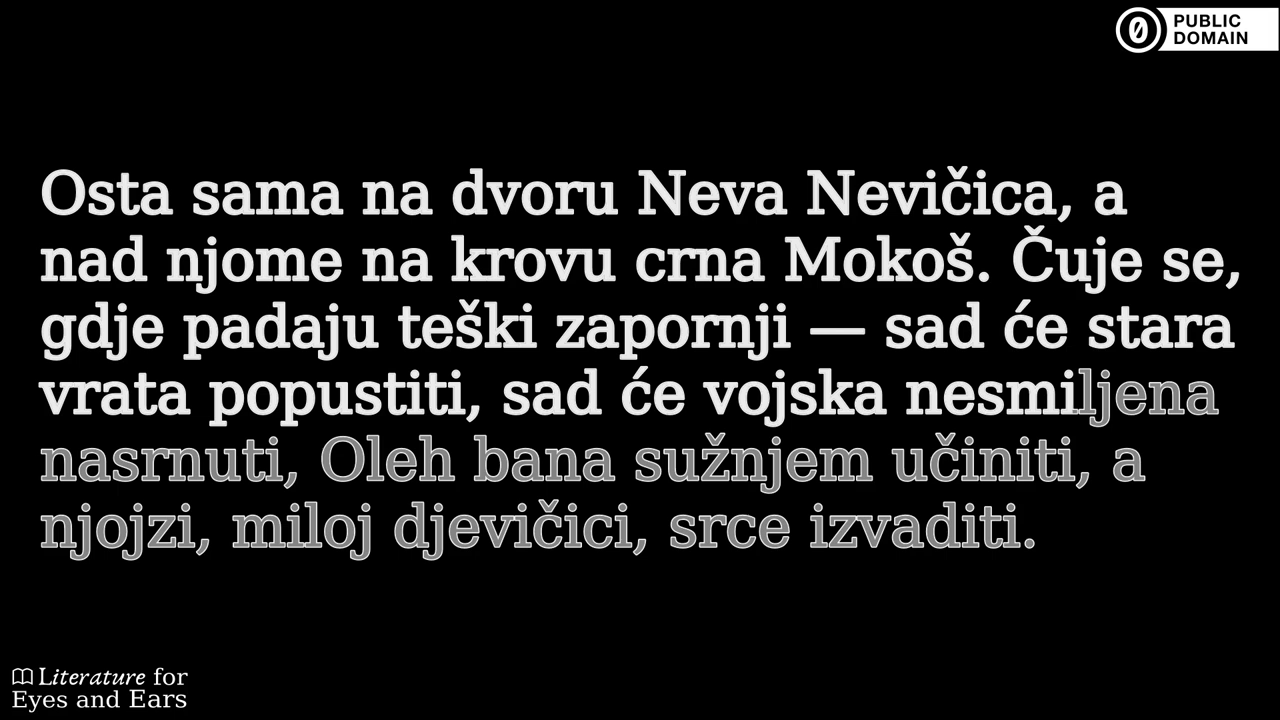 PUBLIC
DOMAIN
Osta sama na dvoru Neva Nevičica, a
nad njome na krovu crna Mokoš. Čuje se,
gdje padaju teški zapornji — sad će stara
vrata popustiti, sad će vojska nesmiljena
nasrnuti, Oleh bana sužnjem učiniti, a
njojzi, miloj djevičici, srce izvaditi.
Literature for
Eyes and Ears